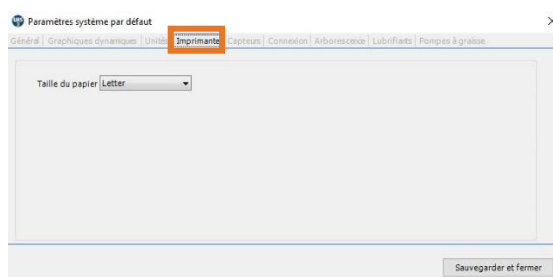 Paramètres système par défaut
Général Graphiques dynamiques Unités Imprimante Capteurs Connexion Arborescence Lubrifiants Pompes à graisse
Taille du papier Letter
Sauvegarder et fermer